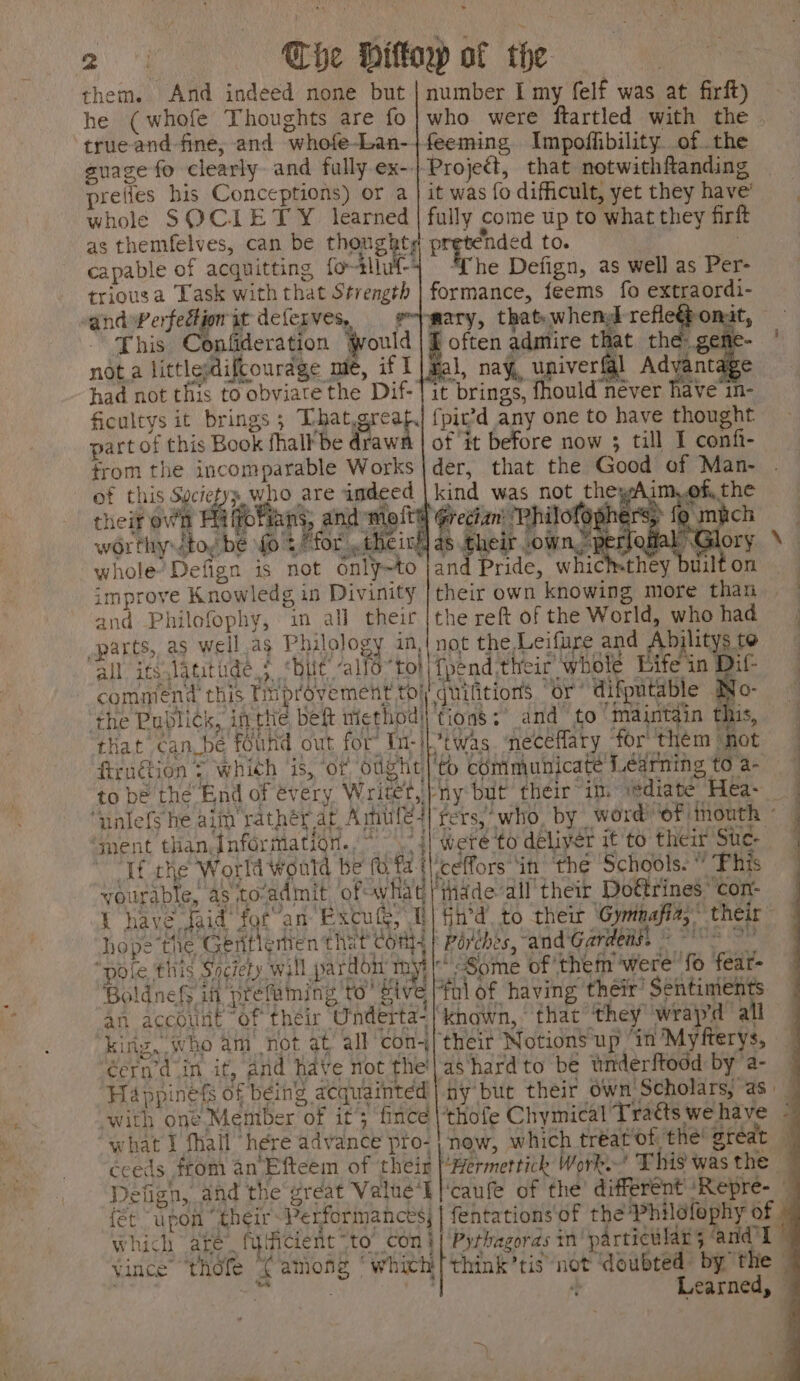 2 The History of the
them. And indeed none but
he (whoſe Thoughts are ſo
true and fine, and whoſe Lan-
guage ſo clearly and fully ex-
preſſes his Conceptions) or a
whole SOCIETY learned
as themſelves, can be thought
capable of acquitting ſo illuſ-
trious a Task with that Strength
and Perfection it deſerves.
This Conſideration would
not a little diſcourage me, if I
had not this to obviate the Dif-
ficultys it brings; That great
part of this Book ſhall be drawn
from the incomparable Works
of this Society, who are indeed
their own Hiſtorians, and moſt
worthy to be ſo: for their
whole Deſign is not only to
improve Knowledg in Divinity
and Philoſophy, in all their
parts, as well as Philology in
all its latitude; but alſo to
commend this Improvement to
the Publick, in the beſt method
that can be found out for In-
ſtruction; which is, or ought
to be the End of every Writer,
unleſs he aim rather at Amuſe-
ment than Information.
If the World would be ſo fa-
vourable, as to admit of what
I have ſaid for an Excuſe, I
hope the Gentlemen that com-
poſe this Society will pardon my
Boldneſs in preſuming to give
an account of their Underta-
king, who am not at all con-
cern'd in it, and have not the
Happineſs of being acquainted
with one Member of it; ſince
what I ſhall here advance pro-
ceeds from an Eſteem of their
Deſign, and the great Value I
ſet upon their Performances;
which are ſufficient to con-
vince thoſe (among which
number I my ſelf was at firſt)
who were ſtartled with the
ſeeming Impoſſibility of the
Project, that notwithſtanding
it was ſo difficult, yet they have
fully come up to what they firſt
pretended to.
The Deſign, as well as Per-
formance, ſeems ſo extraordi-
nary, that when I reflect on it,
I often admire that the gene-
ral, nay, univerſal Advantage
it brings, ſhould never have in-
ſpir'd any one to have thought
of it before now; till I conſi-
der, that the Good of Man-
kind was not the Aim of the
Grecian Philoſophers, ſo much
as their own perſonal Glory
and Pride, which they built on
their own knowing more than
the reſt of the World, who had
not the Leiſure and Abilitys to
ſpend their whole Life in Diſ-
quiſitions or diſputable No-
tions; and to maintain this,
'twas neceſſary for them not
to communicate Learning to a-
ny but their immediate Hea-
rers, who by word of mouth
were to deliver it to their Suc-
ceſſors in the Schools. This
made all their Doctrines con-
fin'd to their Gymnaſia, their
Porches, and Gardens.
Some of them were ſo fear-
ful of having their Sentiments
known, that they wrap'd all
their Notions up in Myſterys,
as hard to be underſtood by a-
ny but their own Scholars, as
thoſe Chymical Tracts we have
now, which treat of the great
Hermettick Work. This was the
cauſe of the different Repre-
ſentations of the Philoſophy of
Pythagoras in particular; and I
think 'tis not doubted by the
Learned,